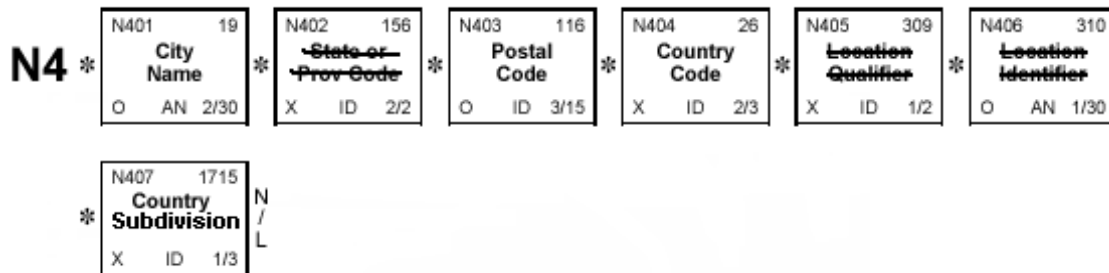 N401 19 N402 156 N403 116 N404 26 N405 309 N406 310
N4 * City Name * State or Prov Code * Postal Code * Country Code * Location Qualifier * Location Identifier
O AN 2/30 X ID 2/2 O ID 3/15 X ID 2/3 X ID 1/2 O AN 1/30
N407 1715
* Country Subdivision N / L
X ID 1/3